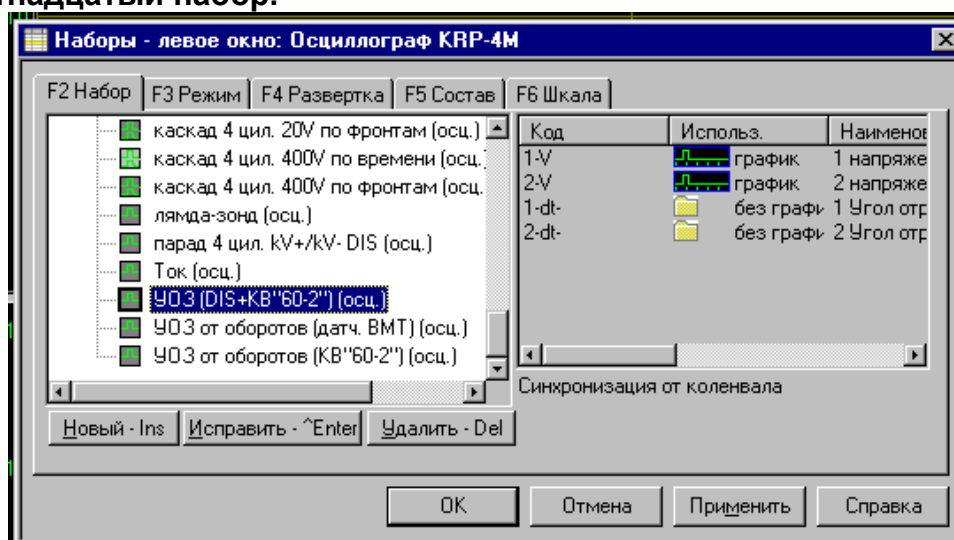 набор.
Наборы - левое окно: Осциллограф KRP-4M
F2 Набор F3 Режим F4 Развертка F5 Состав F6 Шкала
каскад 4 цил. 20V по фронтам (осц.)
каскад 4 цил. 400V по времени (осц.
каскад 4 цил. 400V по фронтам (осц.
лямда-зонд (осц.)
парад 4 цил. kV+/kV- DIS (осц.)
Ток (осц.)
УОЗ (DIS+КВ"60-2") (осц.)
УОЗ от оборотов (датч. ВМТ) (осц.)
УОЗ от оборотов (КВ"60-2") (осц.)
Код Использ. Наименов
1-V график 1 напряже
2-V график 2 напряже
1-dt- без графи 1 Угол отр
2-dt- без графи 2 Угол отр
Синхронизация от коленвала
Новый - Ins Исправить - ^Enter Удалить - Del
OK Отмена Применить Справка